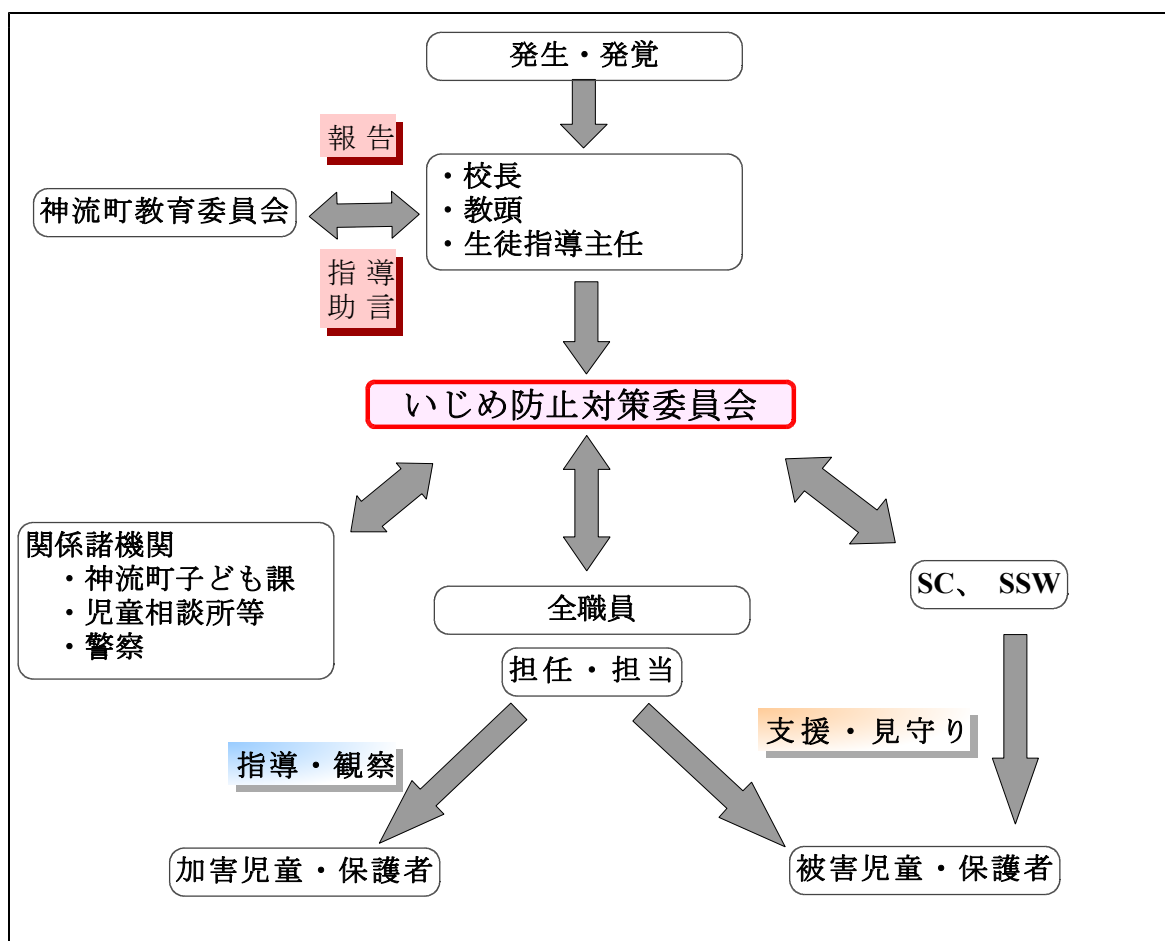 発生・発覚
報告
・校長
・教頭
・生徒指導主任
神流町教育委員会
指導
助言
いじめ防止対策委員会
関係諸機関
・神流町子ども課
・児童相談所等
・警察
全職員
担任・担当
SC、 SSW
支援・見守り
指導・観察
加害児童・保護者
被害児童・保護者